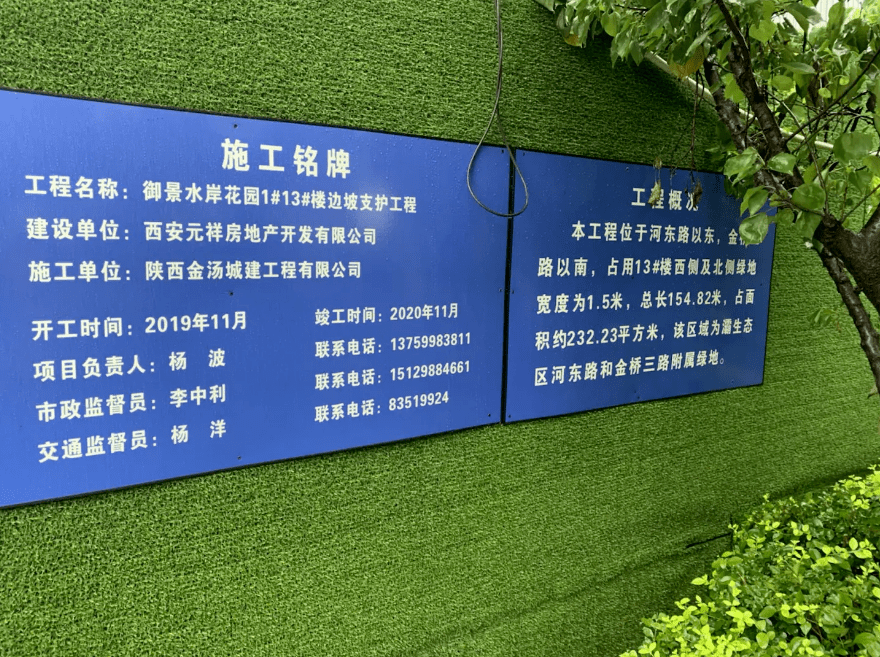 施工铭牌
工程名称：御景水岸花园1#13#楼边坡支护工程
建设单位：西安元祥房地产开发有限公司
施工单位：陕西金汤城建工程有限公司
开工时间：2019年11月
竣工时间：2020年11月
项目负责人：杨 波
联系电话：13759983811
市政监督员：李中利
联系电话：15129884661
交通监督员：杨 洋
联系电话：83519924
工程概况
本工程位于河东路以东，金桥
路以南，占用13#楼西侧及北侧绿地
宽度为1.5米，总长154.82米，占面
积约232.23平方米，该区域为灞生态
区河东路和金桥三路附属绿地。